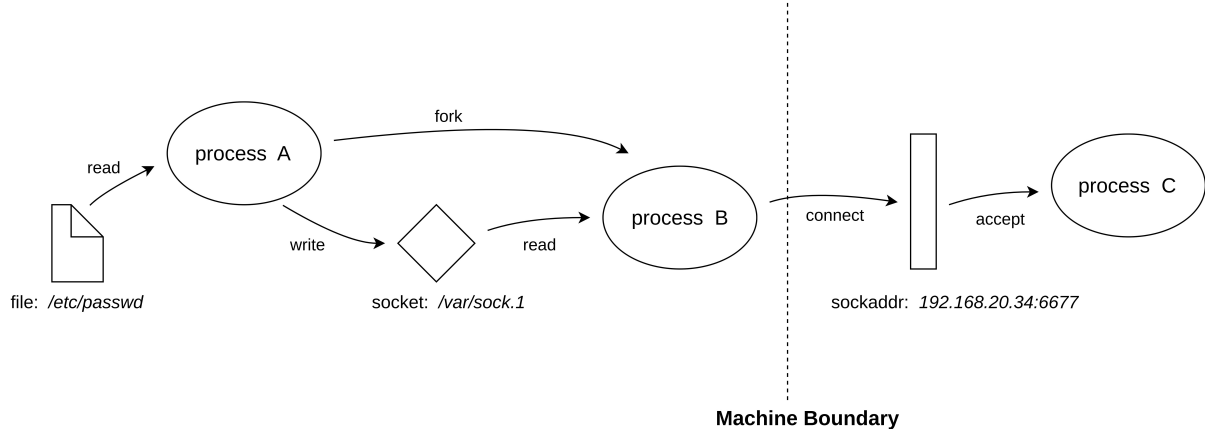 fork
process A
read
process B
process C
write
read
connect
accept
file: /etc/passwd
socket: /var/sock.1
sockaddr: 192.168.20.34:6677
Machine Boundary